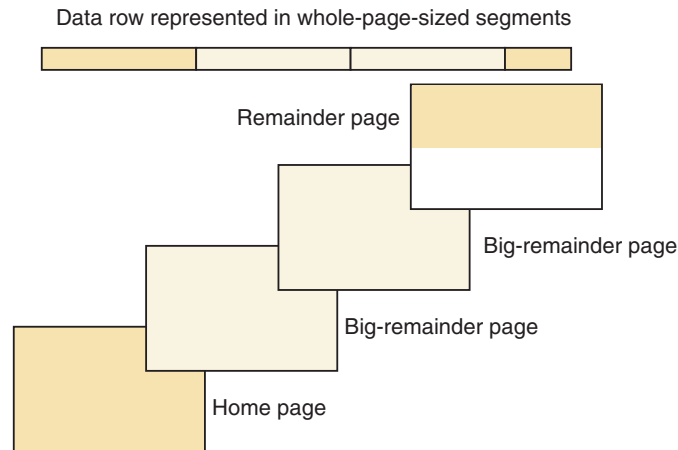 Data row represented in whole-page-sized segments
Remainder page
Big-remainder page
Big-remainder page
Home page